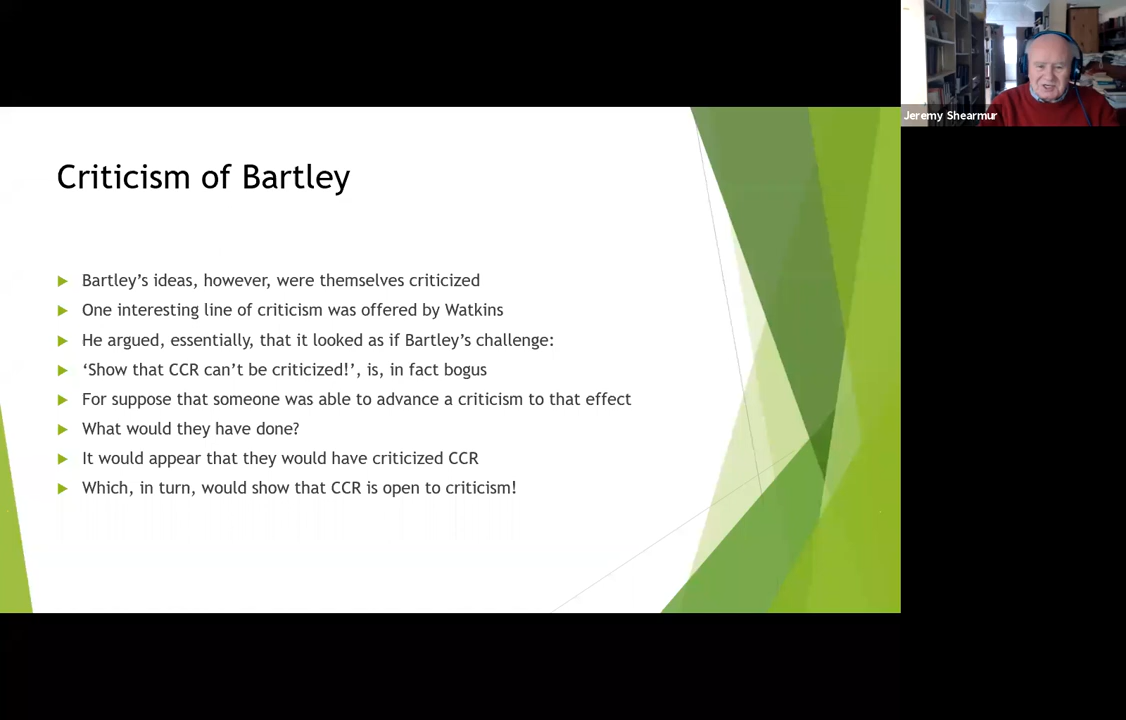 Jeremy Shearmur
Criticism of Bartley
Bartley’s ideas, however, were themselves criticized
One interesting line of criticism was offered by Watkins
He argued, essentially, that it looked as if Bartley’s challenge:
‘Show that CCR can’t be criticized!’, is, in fact bogus
For suppose that someone was able to advance a criticism to that effect
What would they have done?
It would appear that they would have criticized CCR
Which, in turn, would show that CCR is open to criticism!